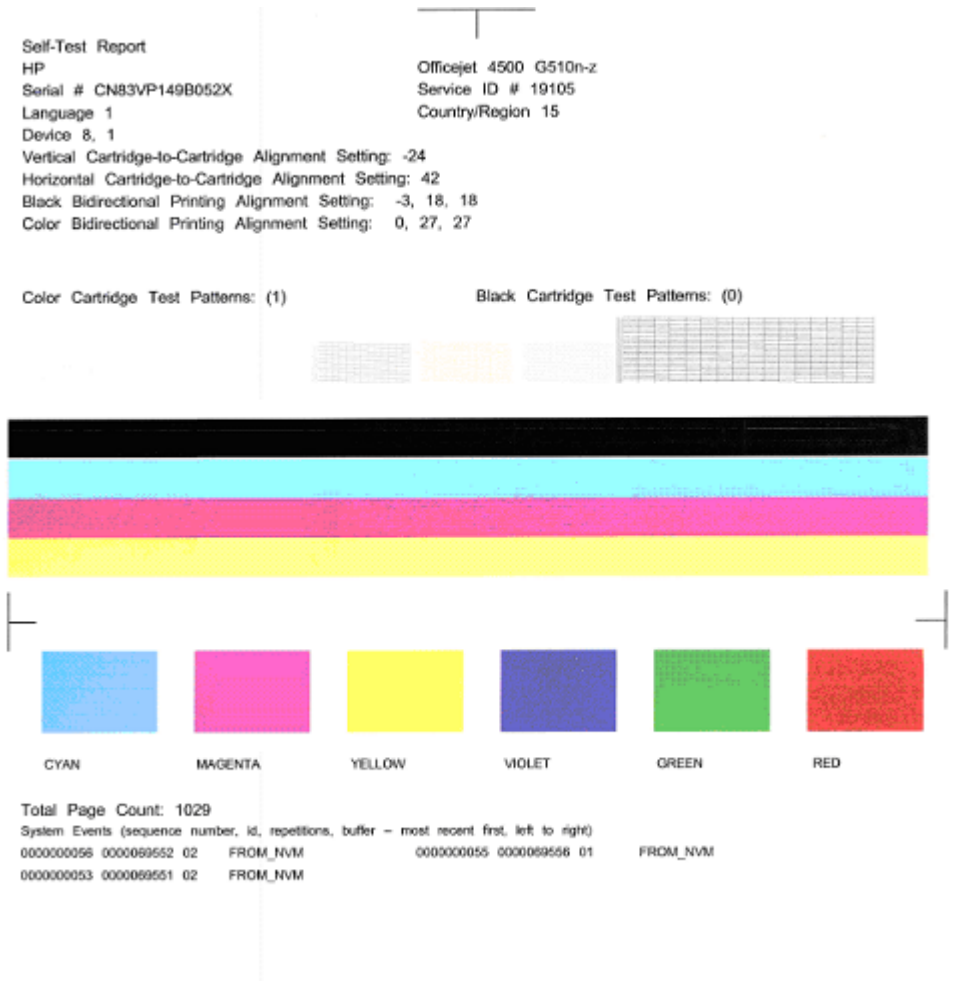 Self-Test Report
HP
Officejet 4500 G510n-z
Serial # CN83VP149B052X
Service ID # 19105
Language 1
Country/Region 15
Device 8, 1
Vertical Cartridge-to-Cartridge Alignment Setting: -24
Horizontal Cartridge-to-Cartridge Alignment Setting: 42
Black Bidirectional Printing Alignment Setting: -3, 18, 18
Color Bidirectional Printing Alignment Setting: 0, 27, 27
Color Cartridge Test Patterns: (1)
Black Cartridge Test Patterns: (0)
CYAN MAGENTA YELLOW VIOLET GREEN RED
Total Page Count: 1029
System Events (sequence number, id, repetitions, buffer – most recent first, left to right)
0000000056 0000069552 02 FROM_NVM 0000000055 0000069556 01 FROM_NVM
0000000053 0000069551 02 FROM_NVM